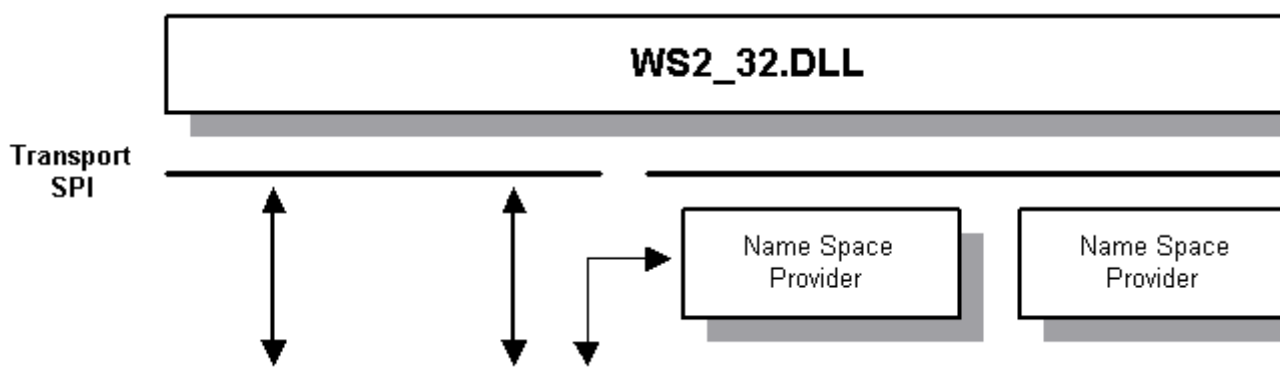 WS2_32.DLL
Transport
SPI
Name Space
Provider
Name Space
Provider